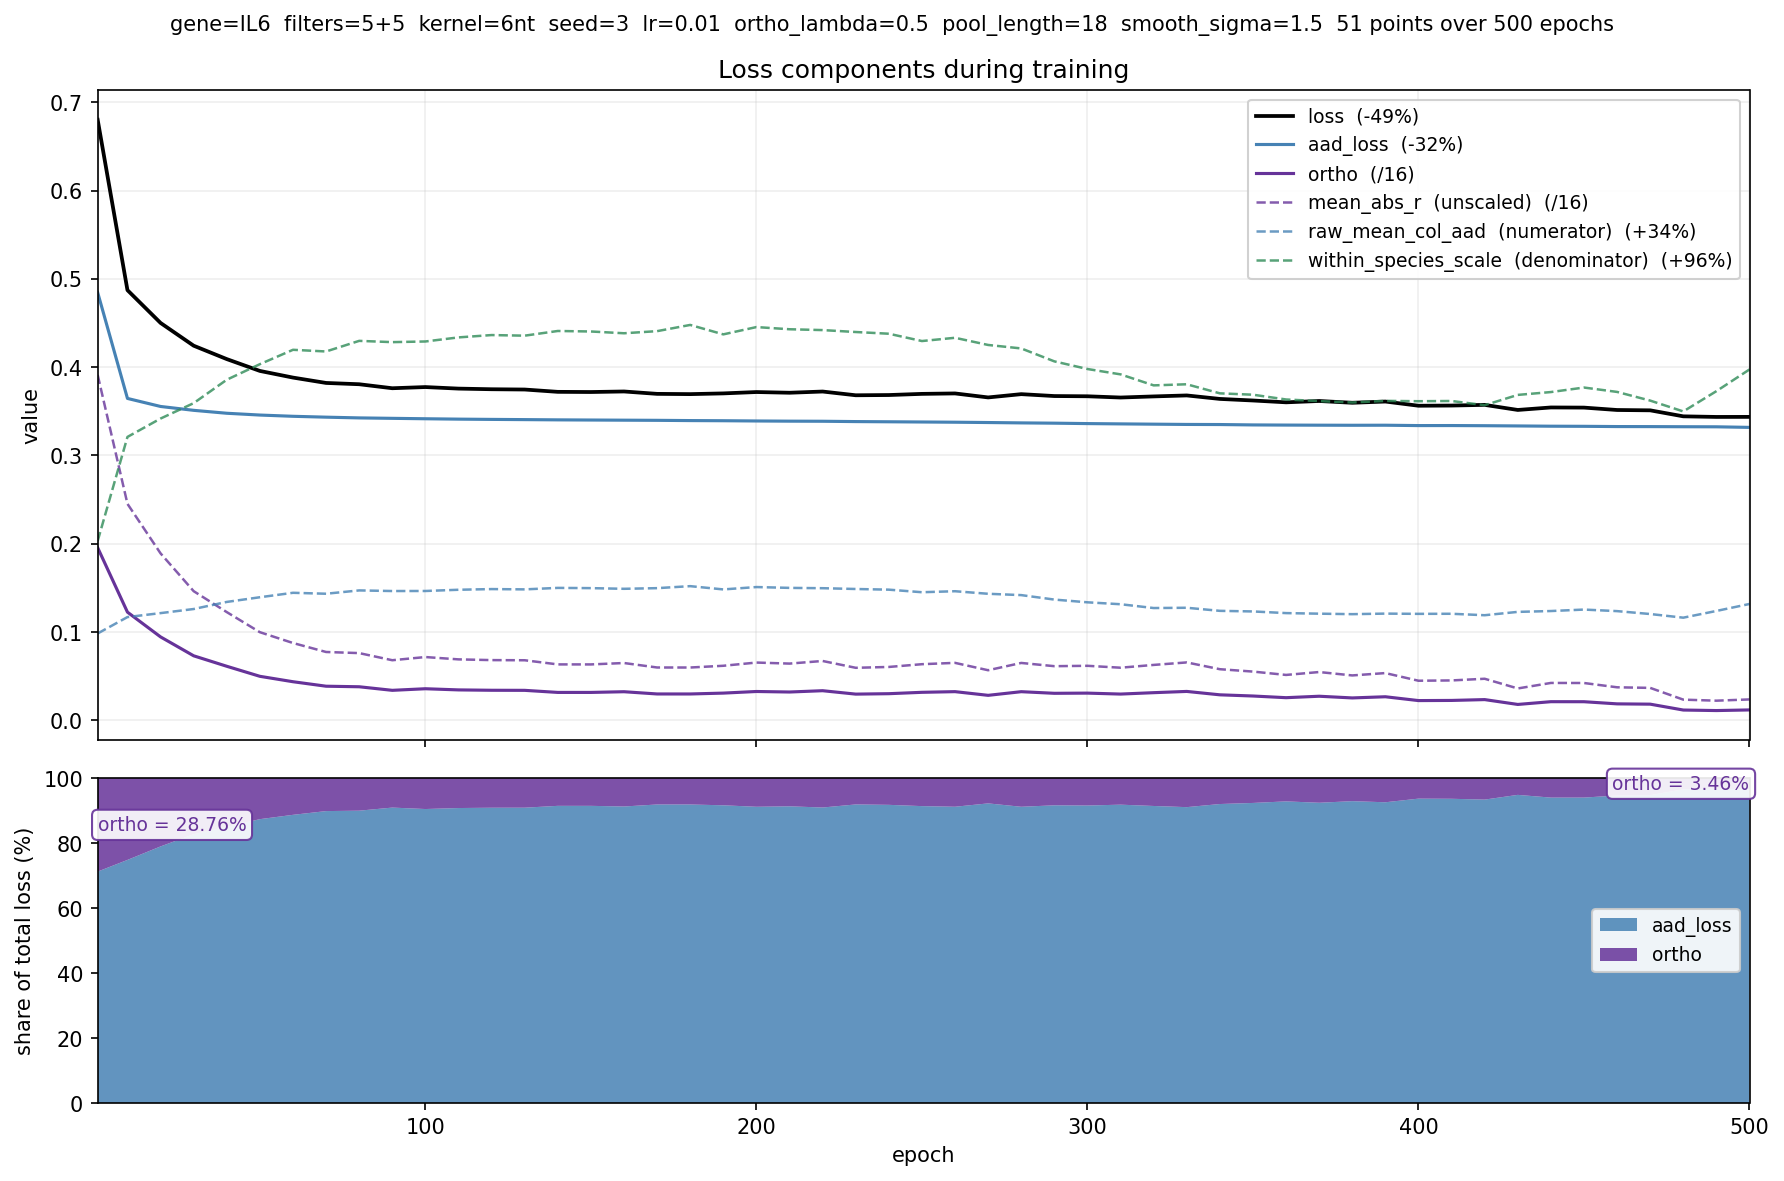 gene=IL6  filters=5+5  kernel=6nt  seed=3  lr=0.01  ortho_lambda=0.5  pool_length=18  smooth_sigma=1.5  51 points over 500 epochs
Loss components during training
0.7
0.6
0.5
0.4
0.3
0.2
0.1
0.0
value
loss  (-49%)
aad_loss  (-32%)
ortho  (/16)
mean_abs_r  (unscaled)  (/16)
raw_mean_col_aad  (numerator)  (+34%)
within_species_scale  (denominator)  (+96%)
100
80
60
40
20
0
share of total loss (%)
ortho = 28.76%
ortho = 3.46%
aad_loss
ortho
100
200
300
400
500
epoch